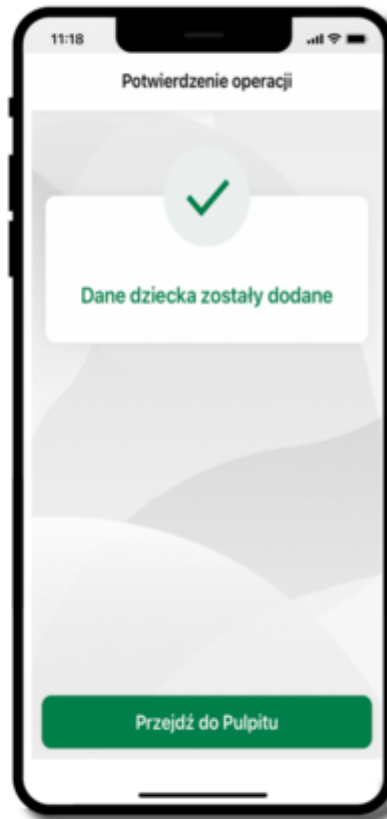 11:18
Potwierdzenie operacji
Dane dziecka zostały dodane
Przejdź do Pulpitu